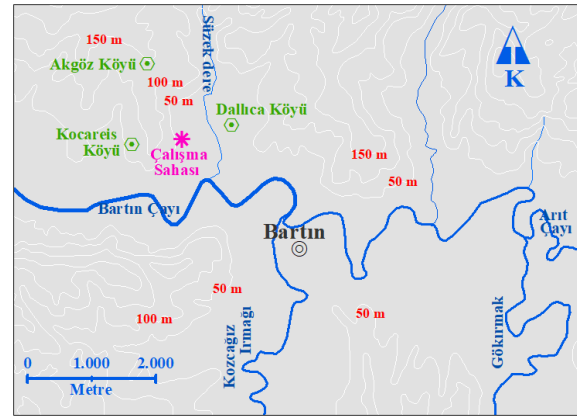 150 m
Akgöz Köyü
100 m
50 m
Süzek dere
Dallıca Köyü
Kocareis
Köyü
Çalışma
Sahası
K
150 m
50 m
Bartın Çayı
Bartın
Arıt
Çayı
50 m
100 m
50 m
Kozcağız
Irmağı
Gökırmak
0 1.000 2.000
Metre